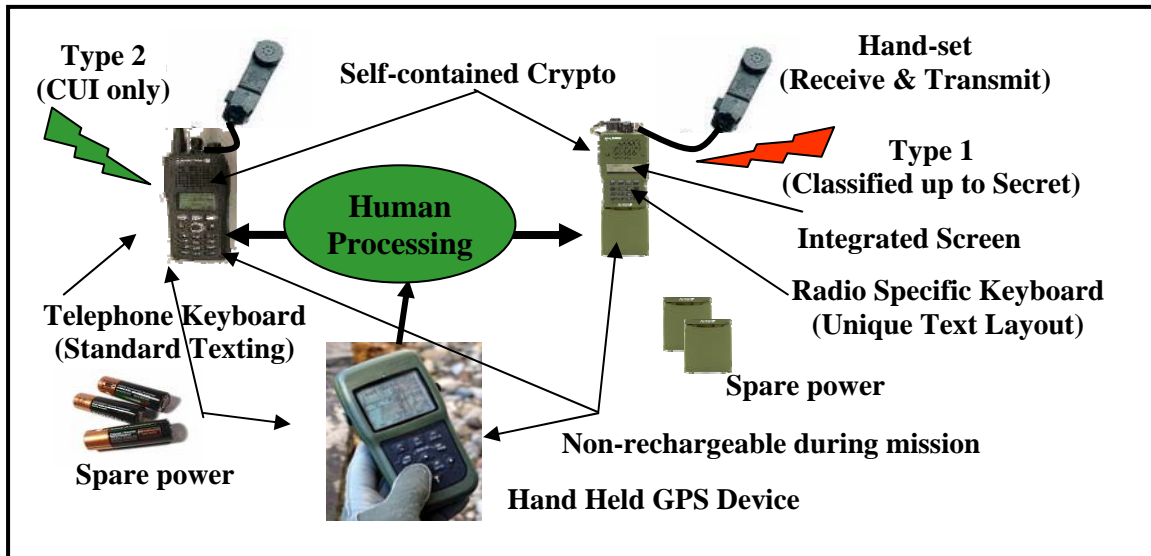 Type 2
(CUI only)
Self-contained Crypto
Hand-set
(Receive & Transmit)
Type 1
(Classified up to Secret)
Human
Processing
Integrated Screen
Radio Specific Keyboard
(Unique Text Layout)
Telephone Keyboard
(Standard Texting)
Spare power
Spare power
Non-rechargeable during mission
Hand Held GPS Device